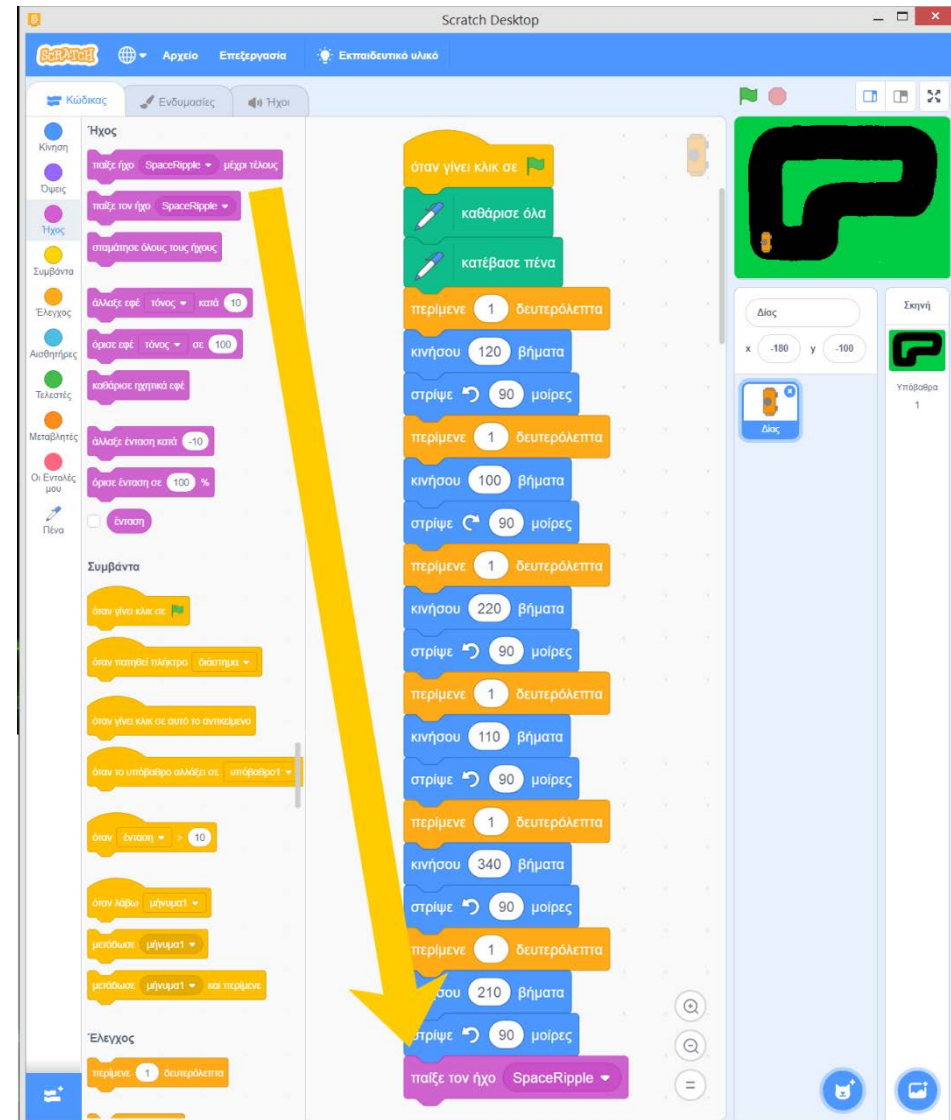 Scratch Desktop
SCRATCH Αρχείο Επεξεργασία Εκπαιδευτικό υλικό
Κώδικας Ενδυμασίες Ήχοι
Κίνηση
Όψεις
Ήχος
Συμβάντα
Έλεγχος
Αισθητήρες
Τελεστές
Μεταβλητές
Οι Εντολές
μου
Πένα
Ήχος
παίξε ήχο SpaceRipple μέχρι τέλους
παίξε τον ήχο SpaceRipple
σταμάτησε όλους τους ήχους
άλλαξε εφέ τόνος κατά 10
όρισε εφέ τόνος σε 100
καθάρισε ηχητικά εφέ
άλλαξε ένταση κατά -10
όρισε ένταση σε 100 %
ένταση
Συμβάντα
όταν γίνει κλικ σε
όταν πατηθεί πλήκτρο διάστημα
όταν γίνει κλικ σε αυτό το αντικείμενο
όταν το υπόβαθρο αλλάξει σε υπόβαθρο1
όταν ένταση > 10
όταν λάβω μήνυμα1
μετάδωσε μήνυμα1
μετάδωσε μήνυμα1 και περίμενε
Έλεγχος
περίμενε 1 δευτερόλεπτα
όταν γίνει κλικ σε
καθάρισε όλα
κατέβασε πένα
περίμενε 1 δευτερόλεπτα
κινήσου 120 βήματα
στρίψε 90 μοίρες
περίμενε 1 δευτερόλεπτα
κινήσου 100 βήματα
στρίψε 90 μοίρες
περίμενε 1 δευτερόλεπτα
κινήσου 220 βήματα
στρίψε 90 μοίρες
περίμενε 1 δευτερόλεπτα
κινήσου 110 βήματα
στρίψε 90 μοίρες
περίμενε 1 δευτερόλεπτα
κινήσου 340 βήματα
στρίψε 90 μοίρες
περίμενε 1 δευτερόλεπτα
210 βήματα
στρίψε 90 μοίρες
παίξε τον ήχο SpaceRipple
Δίας
x -180 y -100
Δίας
Σκηνή
Υπόβαθρα
1